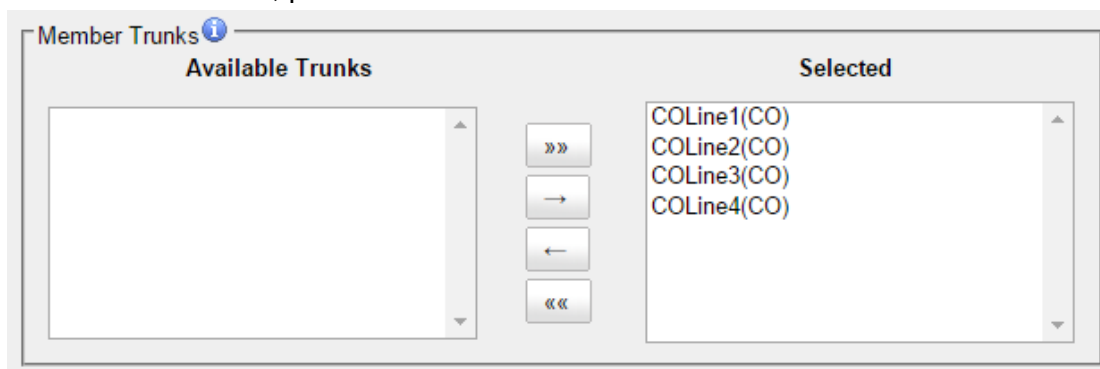 Member Trunks
Available Trunks
Selected
COLine1(CO)
COLine2(CO)
COLine3(CO)
COLine4(CO)
»»
→
←
««